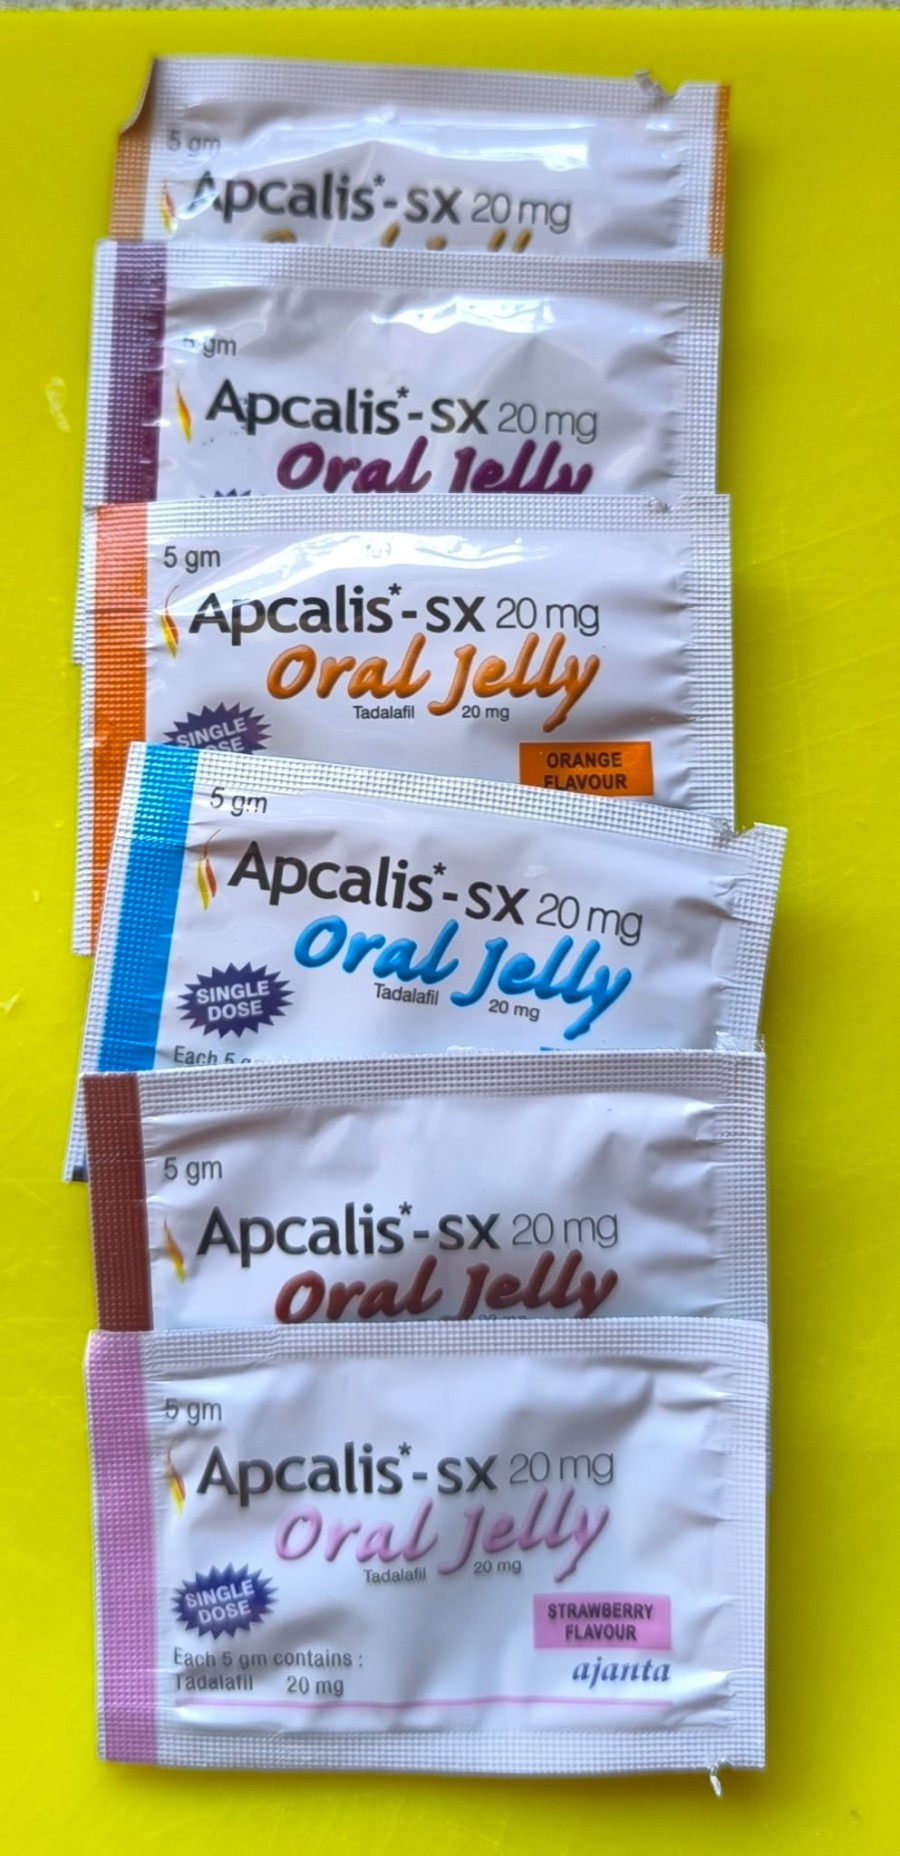 5 gm
Apcalis*-sx 20 mg
gm
Apcalis*-sx 20 mg
Oral Jelly
5 gm
Apcalis*-sx 20 mg
Oral Jelly
Tadalafil 20 mg
SINGLE
ORANGE
FLAVOUR
5 gm
Apcalis*-sx 20 mg
Oral Jelly
Tadalafil 20 mg
SINGLE
DOSE
Each 5
5 gm
Apcalis*-sx 20 mg
Oral Jelly
5 gm
Apcalis*-sx 20 mg
Oral Jelly
Tadalafil 20 mg
SINGLE
DOSE
STRAWBERRY
FLAVOUR
Each 5 gm contains :
Tadalafil 20 mg
ajanta